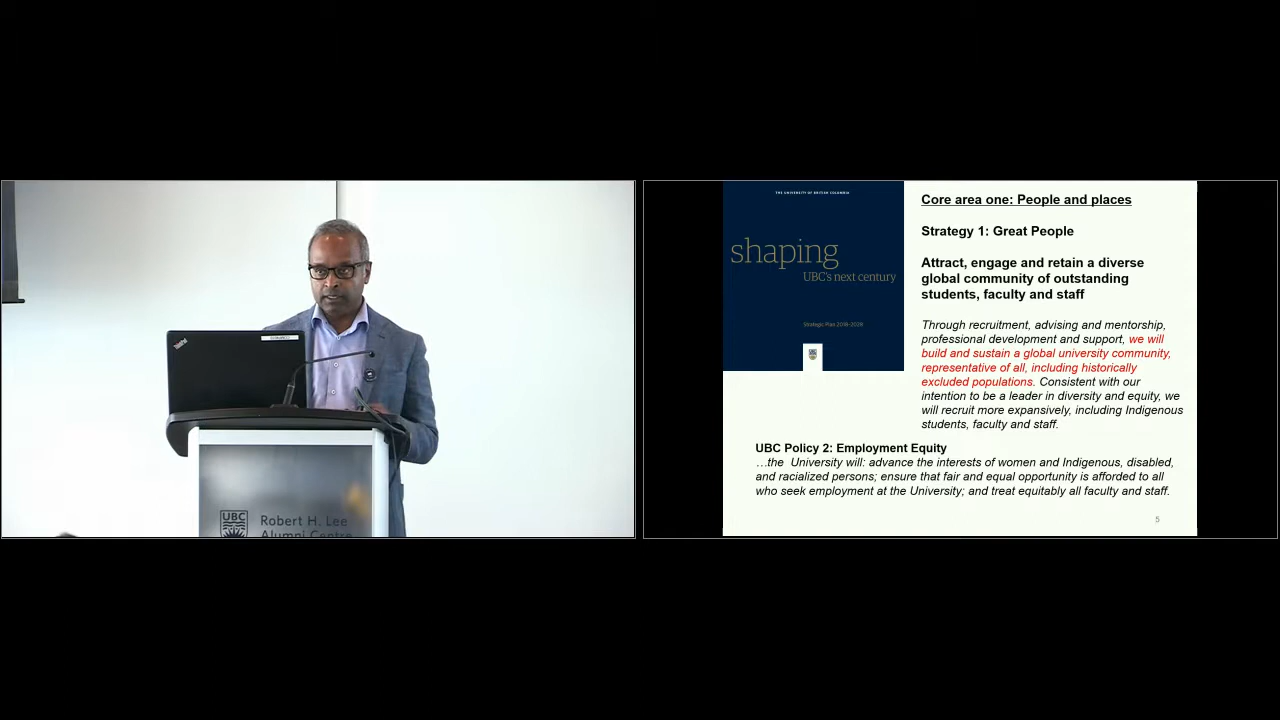 ThinkPad
UBC
Robert H. Lee
Alumni Centre
THE UNIVERSITY OF BRITISH COLUMBIA
shaping
UBC's next century
Strategic Plan 2018–2028
Core area one: People and places
Strategy 1: Great People
Attract, engage and retain a diverse
global community of outstanding
students, faculty and staff
Through recruitment, advising and mentorship,
professional development and support, we will
build and sustain a global university community,
representative of all, including historically
excluded populations. Consistent with our
intention to be a leader in diversity and equity, we
will recruit more expansively, including Indigenous
students, faculty and staff.
UBC Policy 2: Employment Equity
…the University will: advance the interests of women and Indigenous, disabled,
and racialized persons; ensure that fair and equal opportunity is afforded to all
who seek employment at the University; and treat equitably all faculty and staff.
5